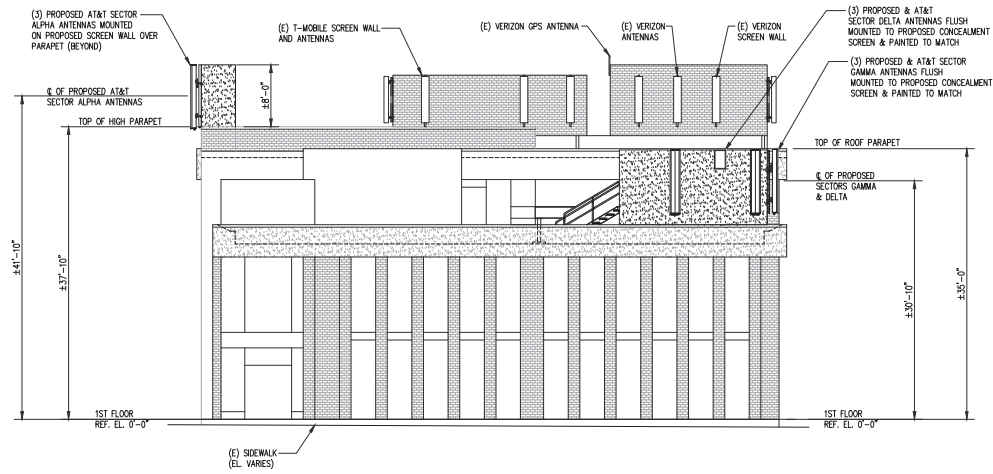 (3) PROPOSED AT&T SECTOR
ALPHA ANTENNAS MOUNTED
ON PROPOSED SCREEN WALL OVER
PARAPET (BEYOND)
(E) T-MOBILE SCREEN WALL
AND ANTENNAS
(E) VERIZON GPS ANTENNA
(E) VERIZON
ANTENNAS
(E) VERIZON
SCREEN WALL
(3) PROPOSED & AT&T
SECTOR DELTA ANTENNAS FLUSH
MOUNTED TO PROPOSED CONCEALMENT
SCREEN & PAINTED TO MATCH
(3) PROPOSED & AT&T SECTOR
GAMMA ANTENNAS FLUSH
MOUNTED TO PROPOSED CONCEALMENT
SCREEN & PAINTED TO MATCH
℄ OF PROPOSED AT&T
SECTOR ALPHA ANTENNAS
±8'-0"
TOP OF HIGH PARAPET
TOP OF ROOF PARAPET
℄ OF PROPOSED
SECTORS GAMMA
& DELTA
±41'-10"
±37'-10"
±30'-10"
±35'-0"
1ST FLOOR
REF. EL. 0'-0"
1ST FLOOR
REF. EL. 0'-0"
(E) SIDEWALK
(EL. VARIES)